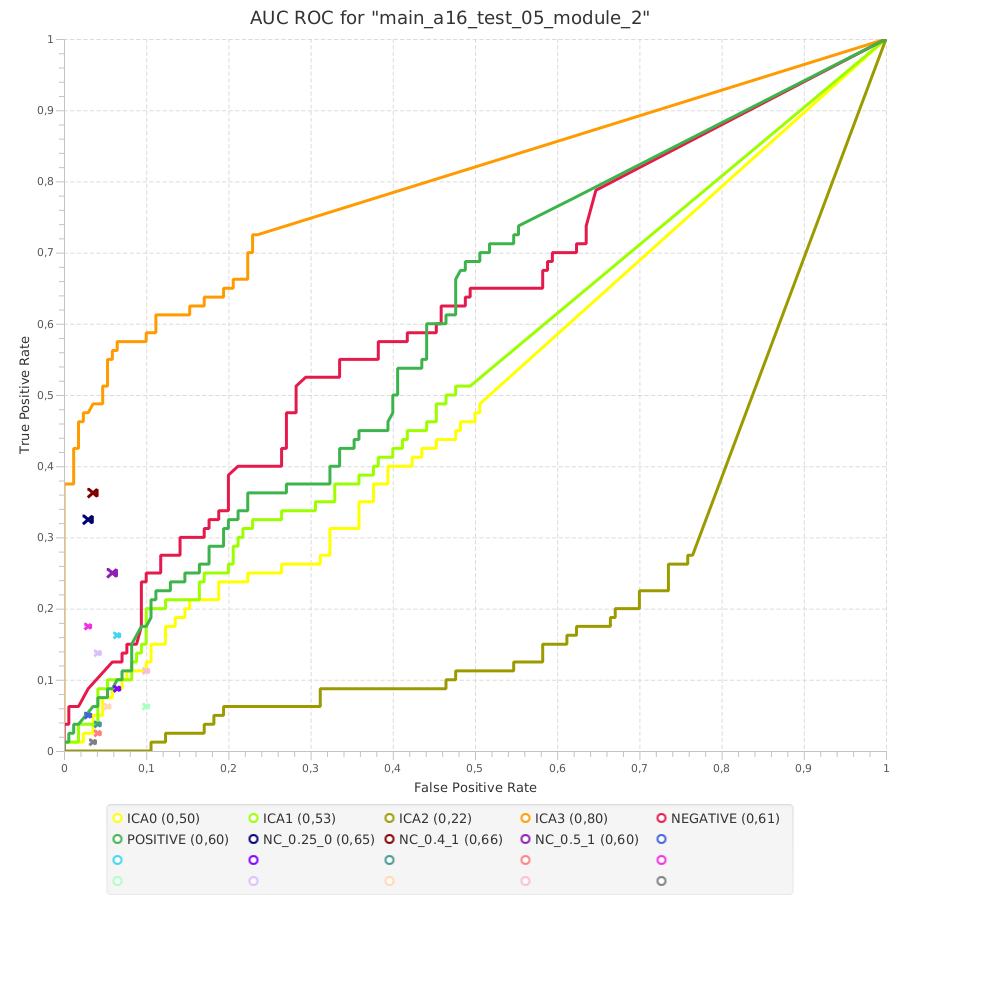 AUC ROC for "main_a16_test_05_module_2"
1
0,9
0,8
0,7
0,6
0,5
0,4
0,3
0,2
0,1
0
True Positive Rate
0 0,1 0,2 0,3 0,4 0,5 0,6 0,7 0,8 0,9 1
False Positive Rate
ICA0 (0,50) ICA1 (0,53) ICA2 (0,22) ICA3 (0,80) NEGATIVE (0,61)
POSITIVE (0,60) NC_0.25_0 (0,65) NC_0.4_1 (0,66) NC_0.5_1 (0,60)